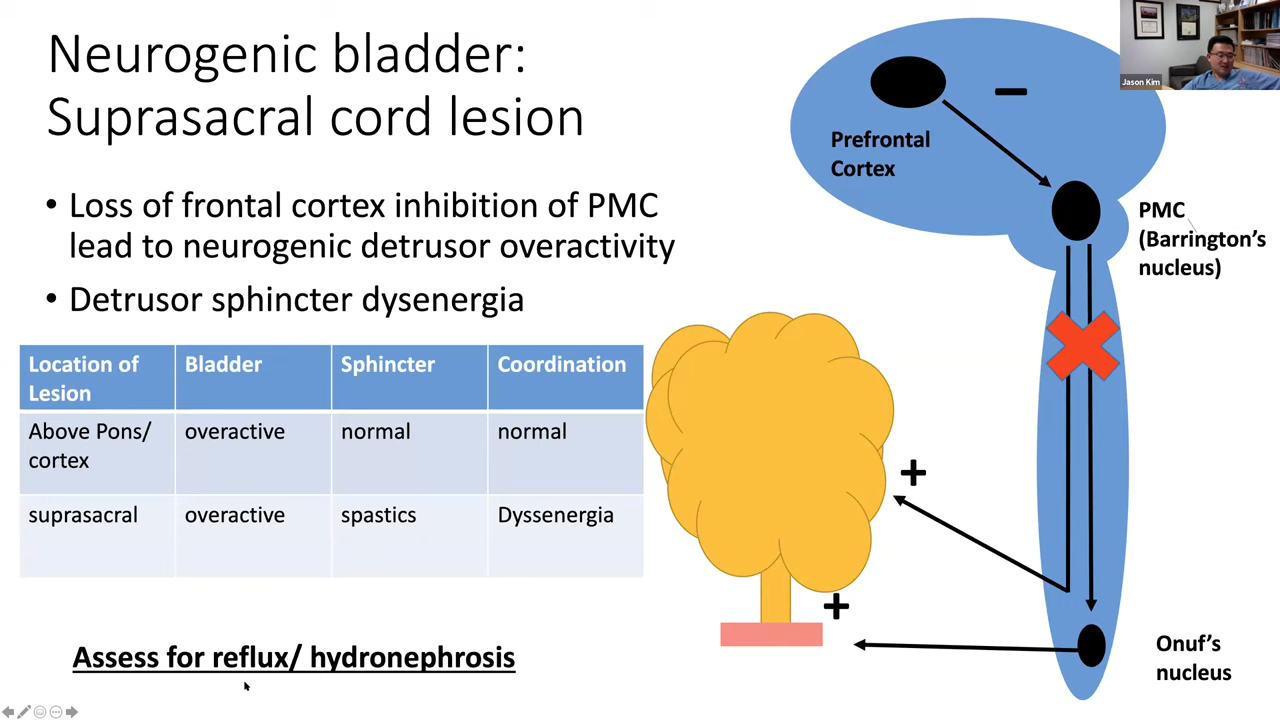 Neurogenic bladder:
Suprasacral cord lesion
• Loss of frontal cortex inhibition of PMC
lead to neurogenic detrusor overactivity
• Detrusor sphincter dysenergia
Location of
Lesion
Bladder
Sphincter
Coordination
Above Pons/
cortex
overactive
normal
normal
suprasacral
overactive
spastics
Dyssenergia
Assess for reflux/ hydronephrosis
Prefrontal
Cortex
–
PMC
(Barrington’s
nucleus)
+
+
Onuf’s
nucleus
Jason Kim